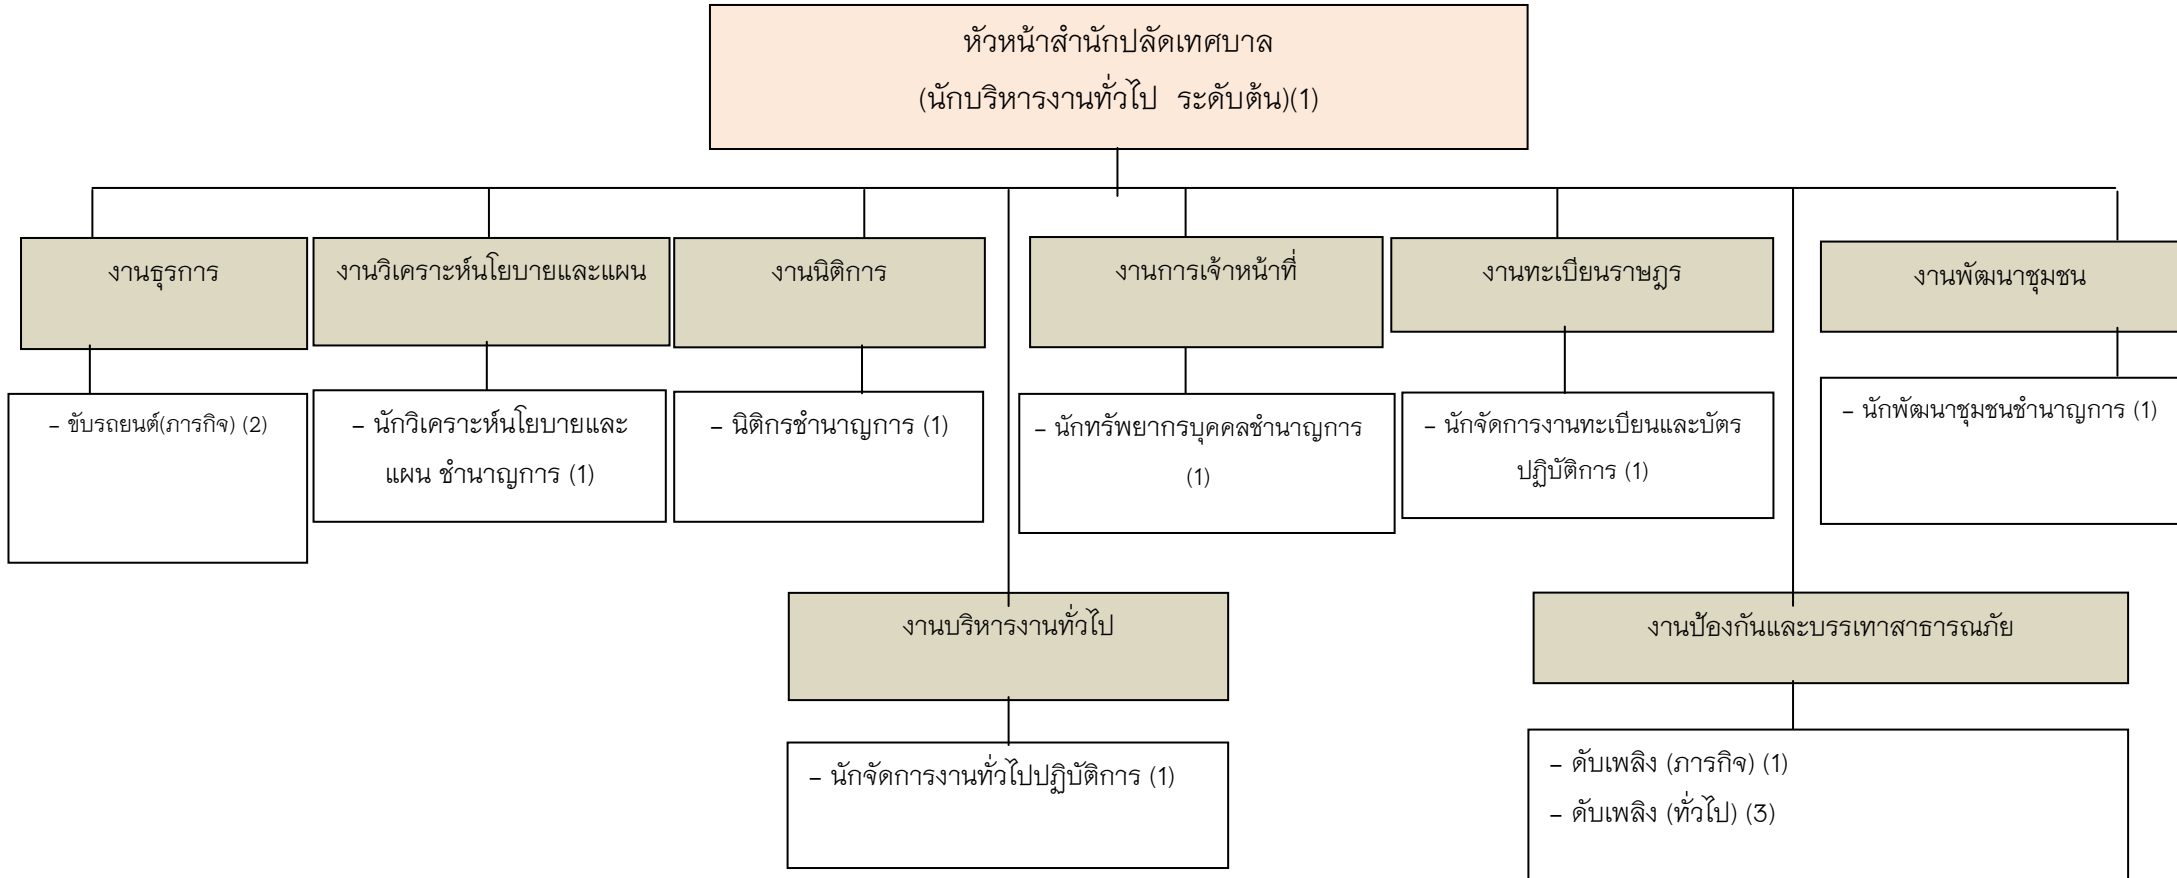 หัวหน้าสำนักปลัดเทศบาล
(นักบริหารงานทั่วไป ระดับต้น)(1)
งานธุรการ
– ขับรถยนต์(ภารกิจ) (2)
งานวิเคราะห์นโยบายและแผน
– นักวิเคราะห์นโยบายและ
แผน ชำนาญการ (1)
งานนิติการ
– นิติกรชำนาญการ (1)
งานการเจ้าหน้าที่
– นักทรัพยากรบุคคลชำนาญการ
(1)
งานทะเบียนราษฎร
– นักจัดการงานทะเบียนและบัตร
ปฏิบัติการ (1)
งานพัฒนาชุมชน
– นักพัฒนาชุมชนชำนาญการ (1)
งานบริหารงานทั่วไป
– นักจัดการงานทั่วไปปฏิบัติการ (1)
งานป้องกันและบรรเทาสาธารณภัย
– ดับเพลิง (ภารกิจ) (1)
– ดับเพลิง (ทั่วไป) (3)